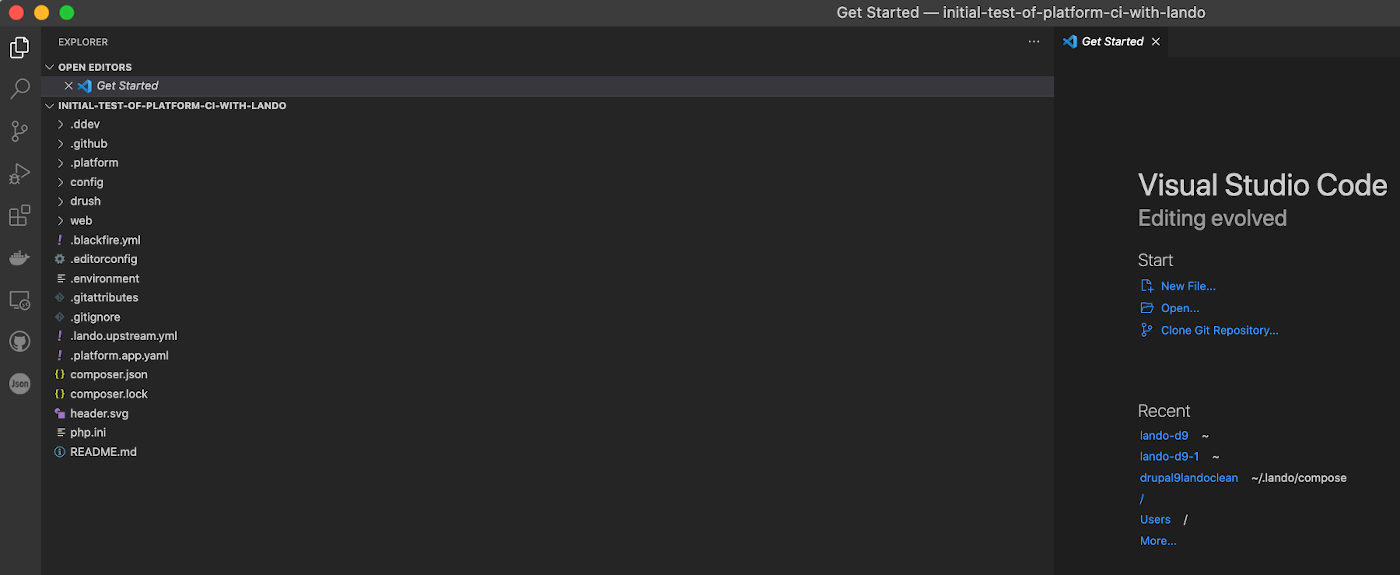 Get Started — initial-test-of-platform-ci-with-lando
EXPLORER
OPEN EDITORS
Get Started
INITIAL-TEST-OF-PLATFORM-CI-WITH-LANDO
.ddev
.github
.platform
config
drush
web
.blackfire.yml
.editorconfig
.environment
.gitattributes
.gitignore
.lando.upstream.yml
.platform.app.yaml
composer.json
composer.lock
header.svg
php.ini
README.md
Json
Get Started
Visual Studio Code
Editing evolved
Start
New File...
Open...
Clone Git Repository...
Recent
lando-d9 ~
lando-d9-1 ~
drupal9landoclean ~/.lando/compose
/
Users /
More...